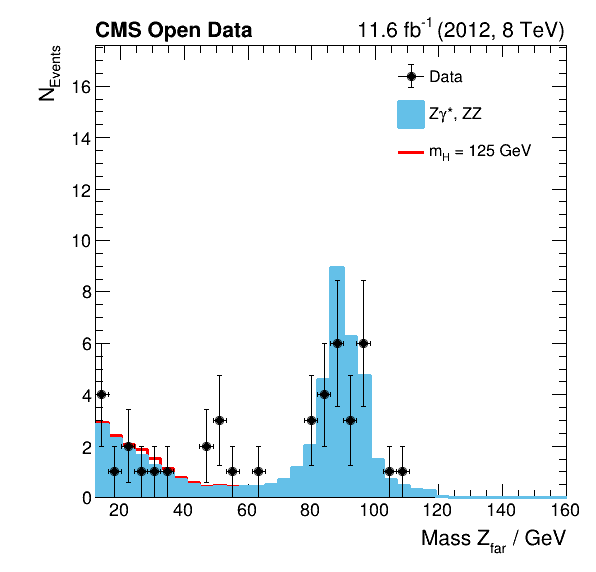 CMS Open Data 11.6 fb⁻¹ (2012, 8 TeV)
N_Events
16
14
12
10
8
6
4
2
0
Data
Zγ*, ZZ
m_H = 125 GeV
20 40 60 80 100 120 140 160
Mass Z_far / GeV